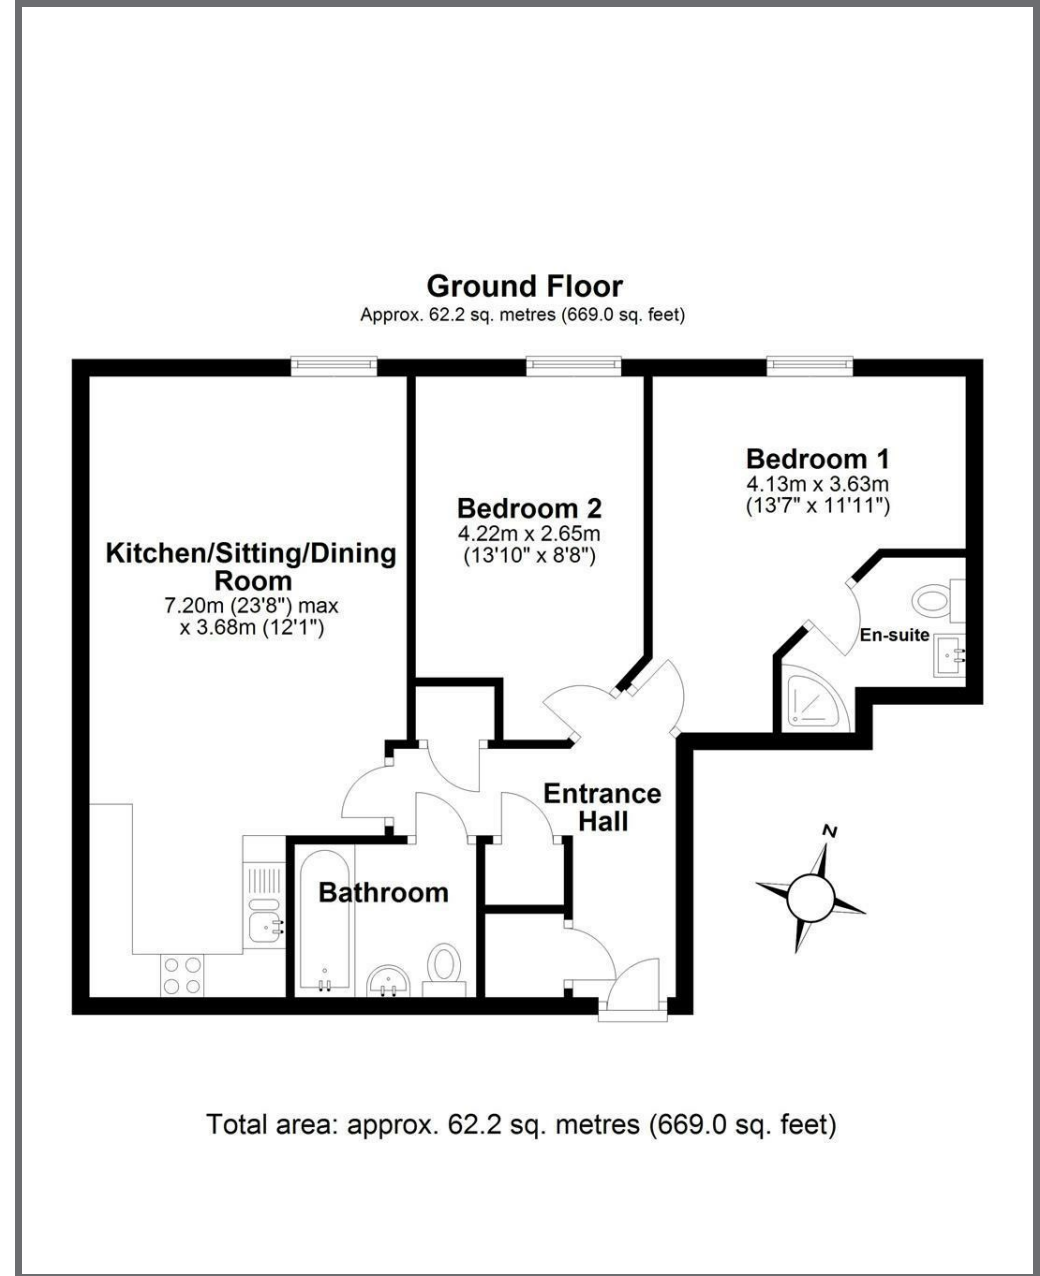 Ground Floor
Approx. 62.2 sq. metres (669.0 sq. feet)
Bedroom 1
4.13m x 3.63m
(13'7" x 11'11")
Bedroom 2
4.22m x 2.65m
(13'10" x 8'8")
Kitchen/Sitting/Dining
Room
7.20m (23'8") max
x 3.68m (12'1")
En-suite
Entrance
Hall
Bathroom
N
Total area: approx. 62.2 sq. metres (669.0 sq. feet)